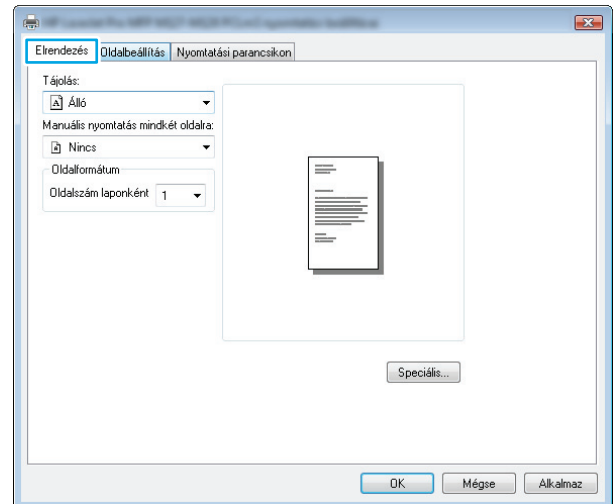 Elrendezés Oldalbeállítás Nyomtatási parancsikon
Tájolás:
Álló
Manuális nyomtatás mindkét oldalra:
Nincs
Oldalformátum
Oldalszám laponként 1
Speciális...
OK Mégse Alkalmaz